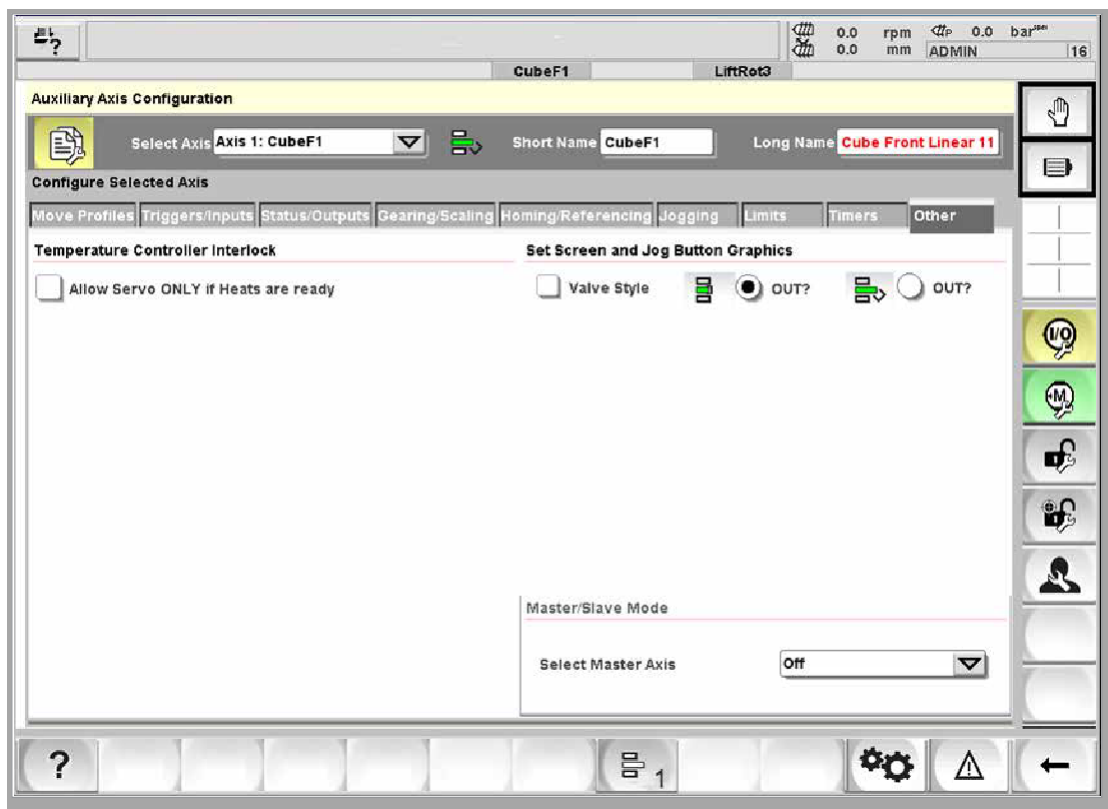 ?
0.0 rpm P 0.0 bar
0.0 mm ADMIN 16
CubeF1 LiftRot3
Auxiliary Axis Configuration
Select Axis Axis 1: CubeF1 Short Name CubeF1 Long Name Cube Front Linear 11
Configure Selected Axis
Move Profiles Triggers/Inputs Status/Outputs Gearing/Scaling Homing/Referencing Jogging Limits Timers Other
Temperature Controller Interlock Set Screen and Jog Button Graphics
Allow Servo ONLY if Heats are ready Valve Style OUT? OUT?
I/O
M
Master/Slave Mode
Select Master Axis Off
? 1